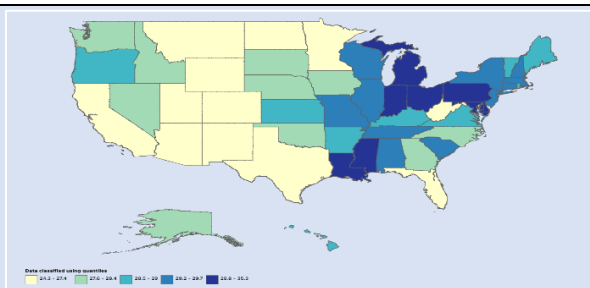 Data classified using quantiles
24.3 - 27.4 27.6 - 28.4 28.5 - 29 29.2 - 29.7 29.8 - 35.3